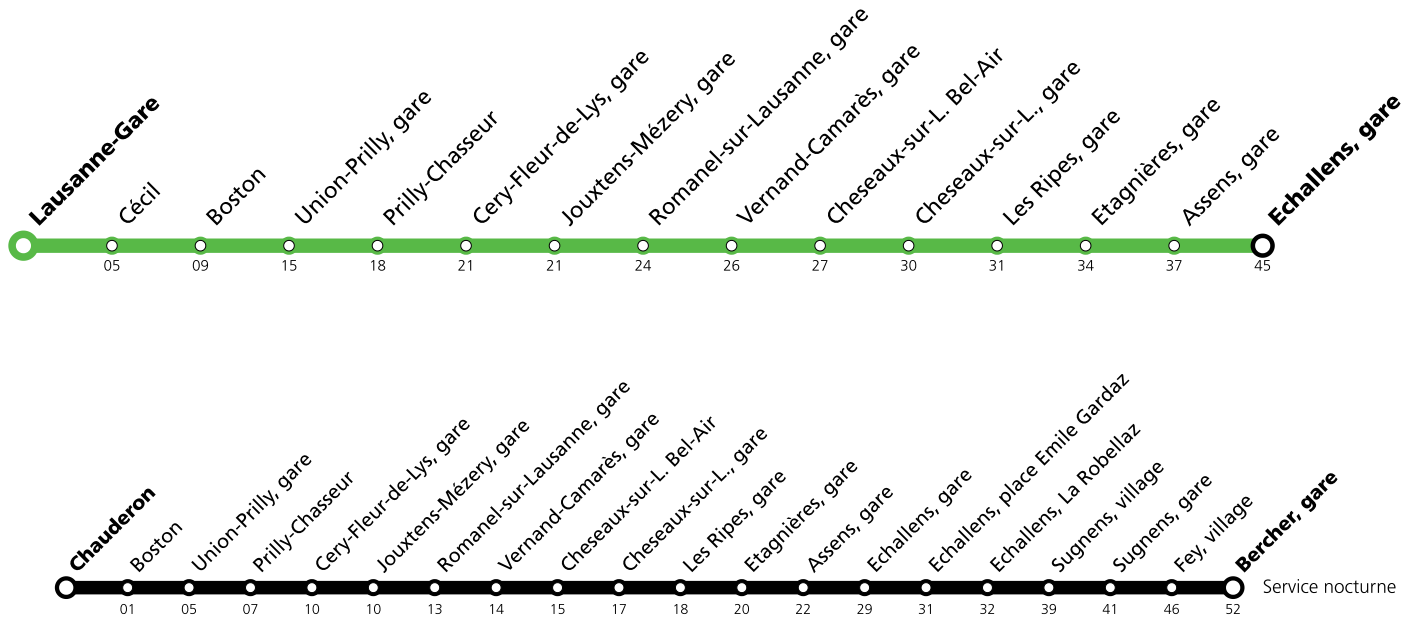 Lausanne-Gare
Cécil
Boston
Union-Prilly, gare
Prilly-Chasseur
Cery-Fleur-de-Lys, gare
Jouxtens-Mézery, gare
Romanel-sur-Lausanne, gare
Vernand-Camarès, gare
Cheseaux-sur-L. Bel-Air
Cheseaux-sur-L., gare
Les Ripes, gare
Etagnières, gare
Assens, gare
Echallens, gare
05 09 15 18 21 21 24 26 27 30 31 34 37 45
Chauderon
Boston
Union-Prilly, gare
Prilly-Chasseur
Cery-Fleur-de-Lys, gare
Jouxtens-Mézery, gare
Romanel-sur-Lausanne, gare
Vernand-Camarès, gare
Cheseaux-sur-L. Bel-Air
Cheseaux-sur-L., gare
Les Ripes, gare
Etagnières, gare
Assens, gare
Echallens, gare
Echallens, place Emile Gardaz
Echallens, La Robellaz
Sugnens, village
Sugnens, gare
Fey, village
Bercher, gare
Service nocturne
01 05 07 10 10 13 14 15 17 18 20 22 29 31 32 39 41 46 52